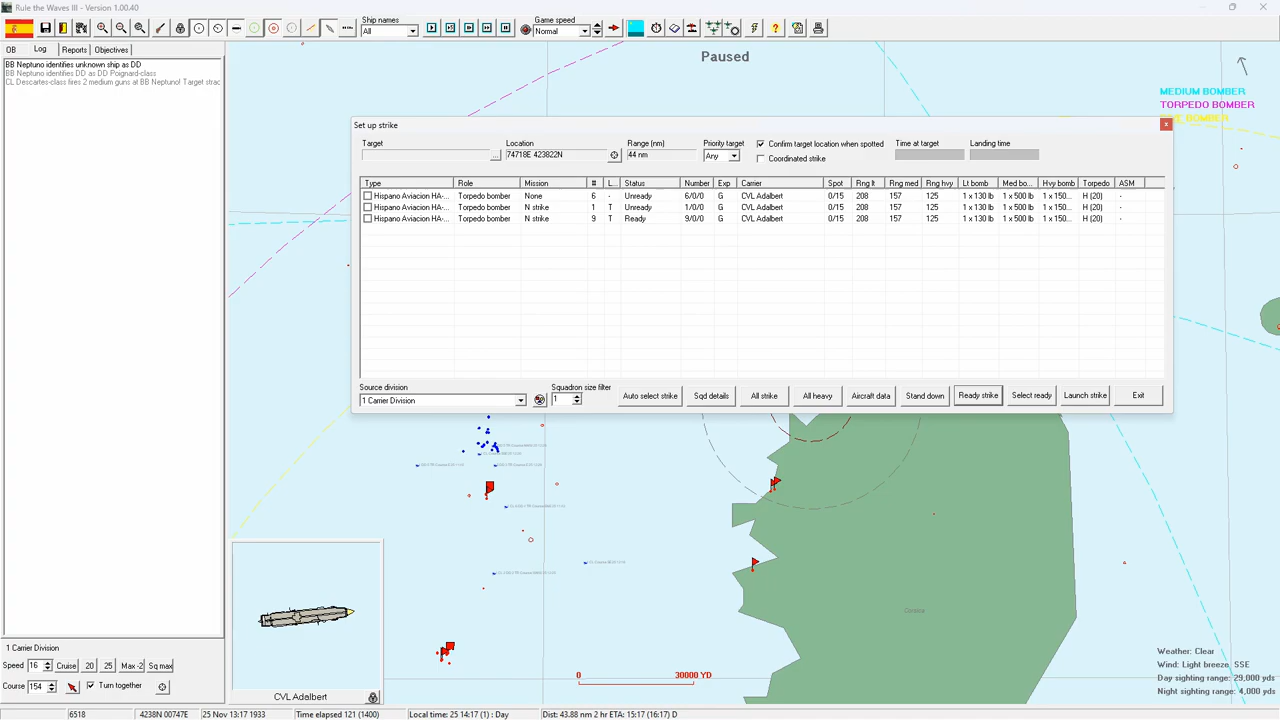 Rule the Waves III - Version 1.00.40
Ship names
All
Game speed
Normal
OB Log Reports Objectives
BB Neptuno identifies unknown ship as DD
BB Neptuno identifies DD as DD Poignard-class
CL Descartes-class fires 2 medium guns at BB Neptuno! Target strac
Paused
MEDIUM BOMBER
TORPEDO BOMBER
BOMBER
Set up strike
Target Location Range (nm) Priority target Confirm target location when spotted Time at target Landing time
... 74718E 423822N 44 nm Any Coordinated strike
Type Role Mission # L... Status Number Exp Carrier Spot Rng lt Rng med Rng hvy Lt bomb Med bo... Hvy bomb Torpedo ASM
Hispano Aviacion HA-... Torpedo bomber None 6 - Unready 6/0/0 G CVL Adalbert 0/15 208 157 125 1 x 130 lb 1 x 500 lb 1 x 150... H (20) -
Hispano Aviacion HA-... Torpedo bomber N strike 1 T Unready 1/0/0 G CVL Adalbert 0/15 208 157 125 1 x 130 lb 1 x 500 lb 1 x 150... H (20) -
Hispano Aviacion HA-... Torpedo bomber N strike 9 T Ready 9/0/0 G CVL Adalbert 0/15 208 157 125 1 x 130 lb 1 x 500 lb 1 x 150... H (20) -
Source division Squadron size filter
1 Carrier Division 1 Auto select strike Sqd details All strike All heavy Aircraft data Stand down Ready strike Select ready Launch strike Exit
Corsica
CVL Adalbert
0 30000 YD
Weather: Clear
Wind: Light breeze, SSE
Day sighting range: 29,000 yds
Night sighting range: 4,000 yds
1 Carrier Division
Speed 16 Cruise 20 25 Max -2 Sq max
Course 154 Turn together
6518 4238N 00747E 25 Nov 13:17 1933 Time elapsed 121 (1400) Local time: 25 14:17 (1) : Day Dist: 43.88 nm 2 hr ETA: 15:17 (16:17) D